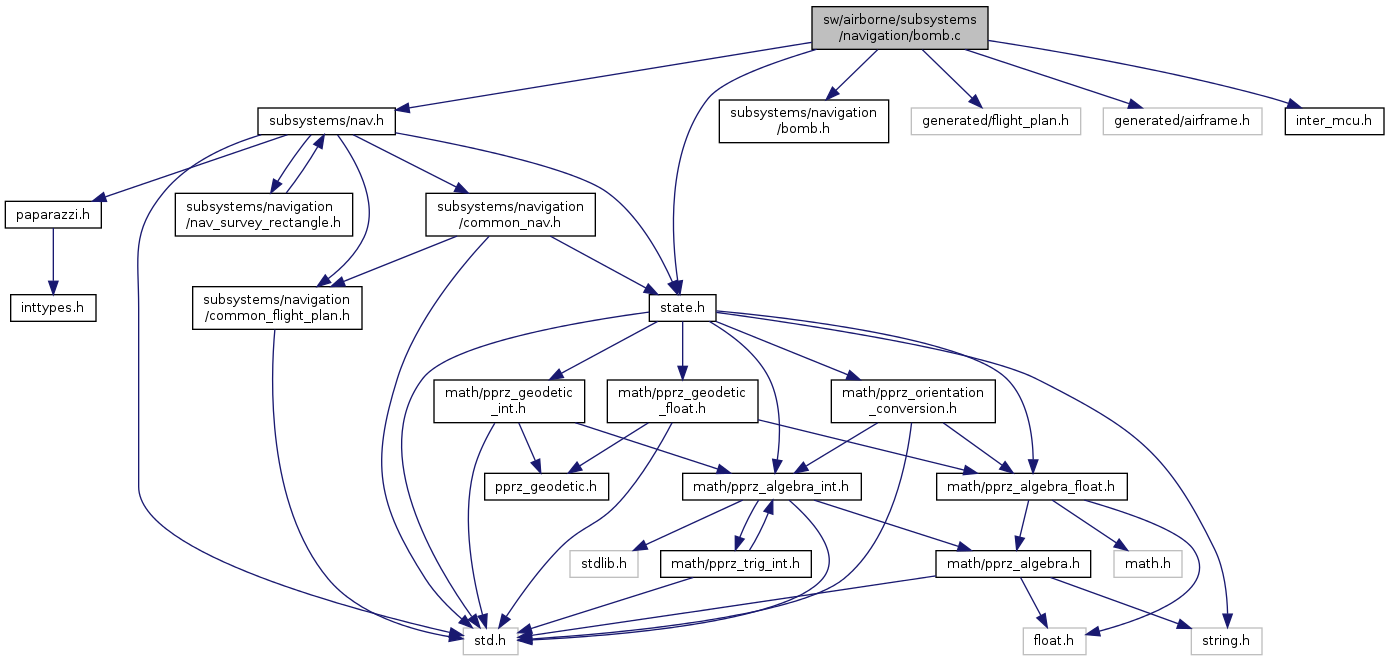 sw/airborne/subsystems
/navigation/bomb.c
subsystems/nav.h
subsystems/navigation
/bomb.h
generated/flight_plan.h
generated/airframe.h
inter_mcu.h
paparazzi.h
subsystems/navigation
/nav_survey_rectangle.h
subsystems/navigation
/common_nav.h
inttypes.h
subsystems/navigation
/common_flight_plan.h
state.h
math/pprz_geodetic
_int.h
math/pprz_geodetic
_float.h
math/pprz_orientation
_conversion.h
pprz_geodetic.h
math/pprz_algebra_int.h
math/pprz_algebra_float.h
stdlib.h
math/pprz_trig_int.h
math/pprz_algebra.h
math.h
std.h
float.h
string.h